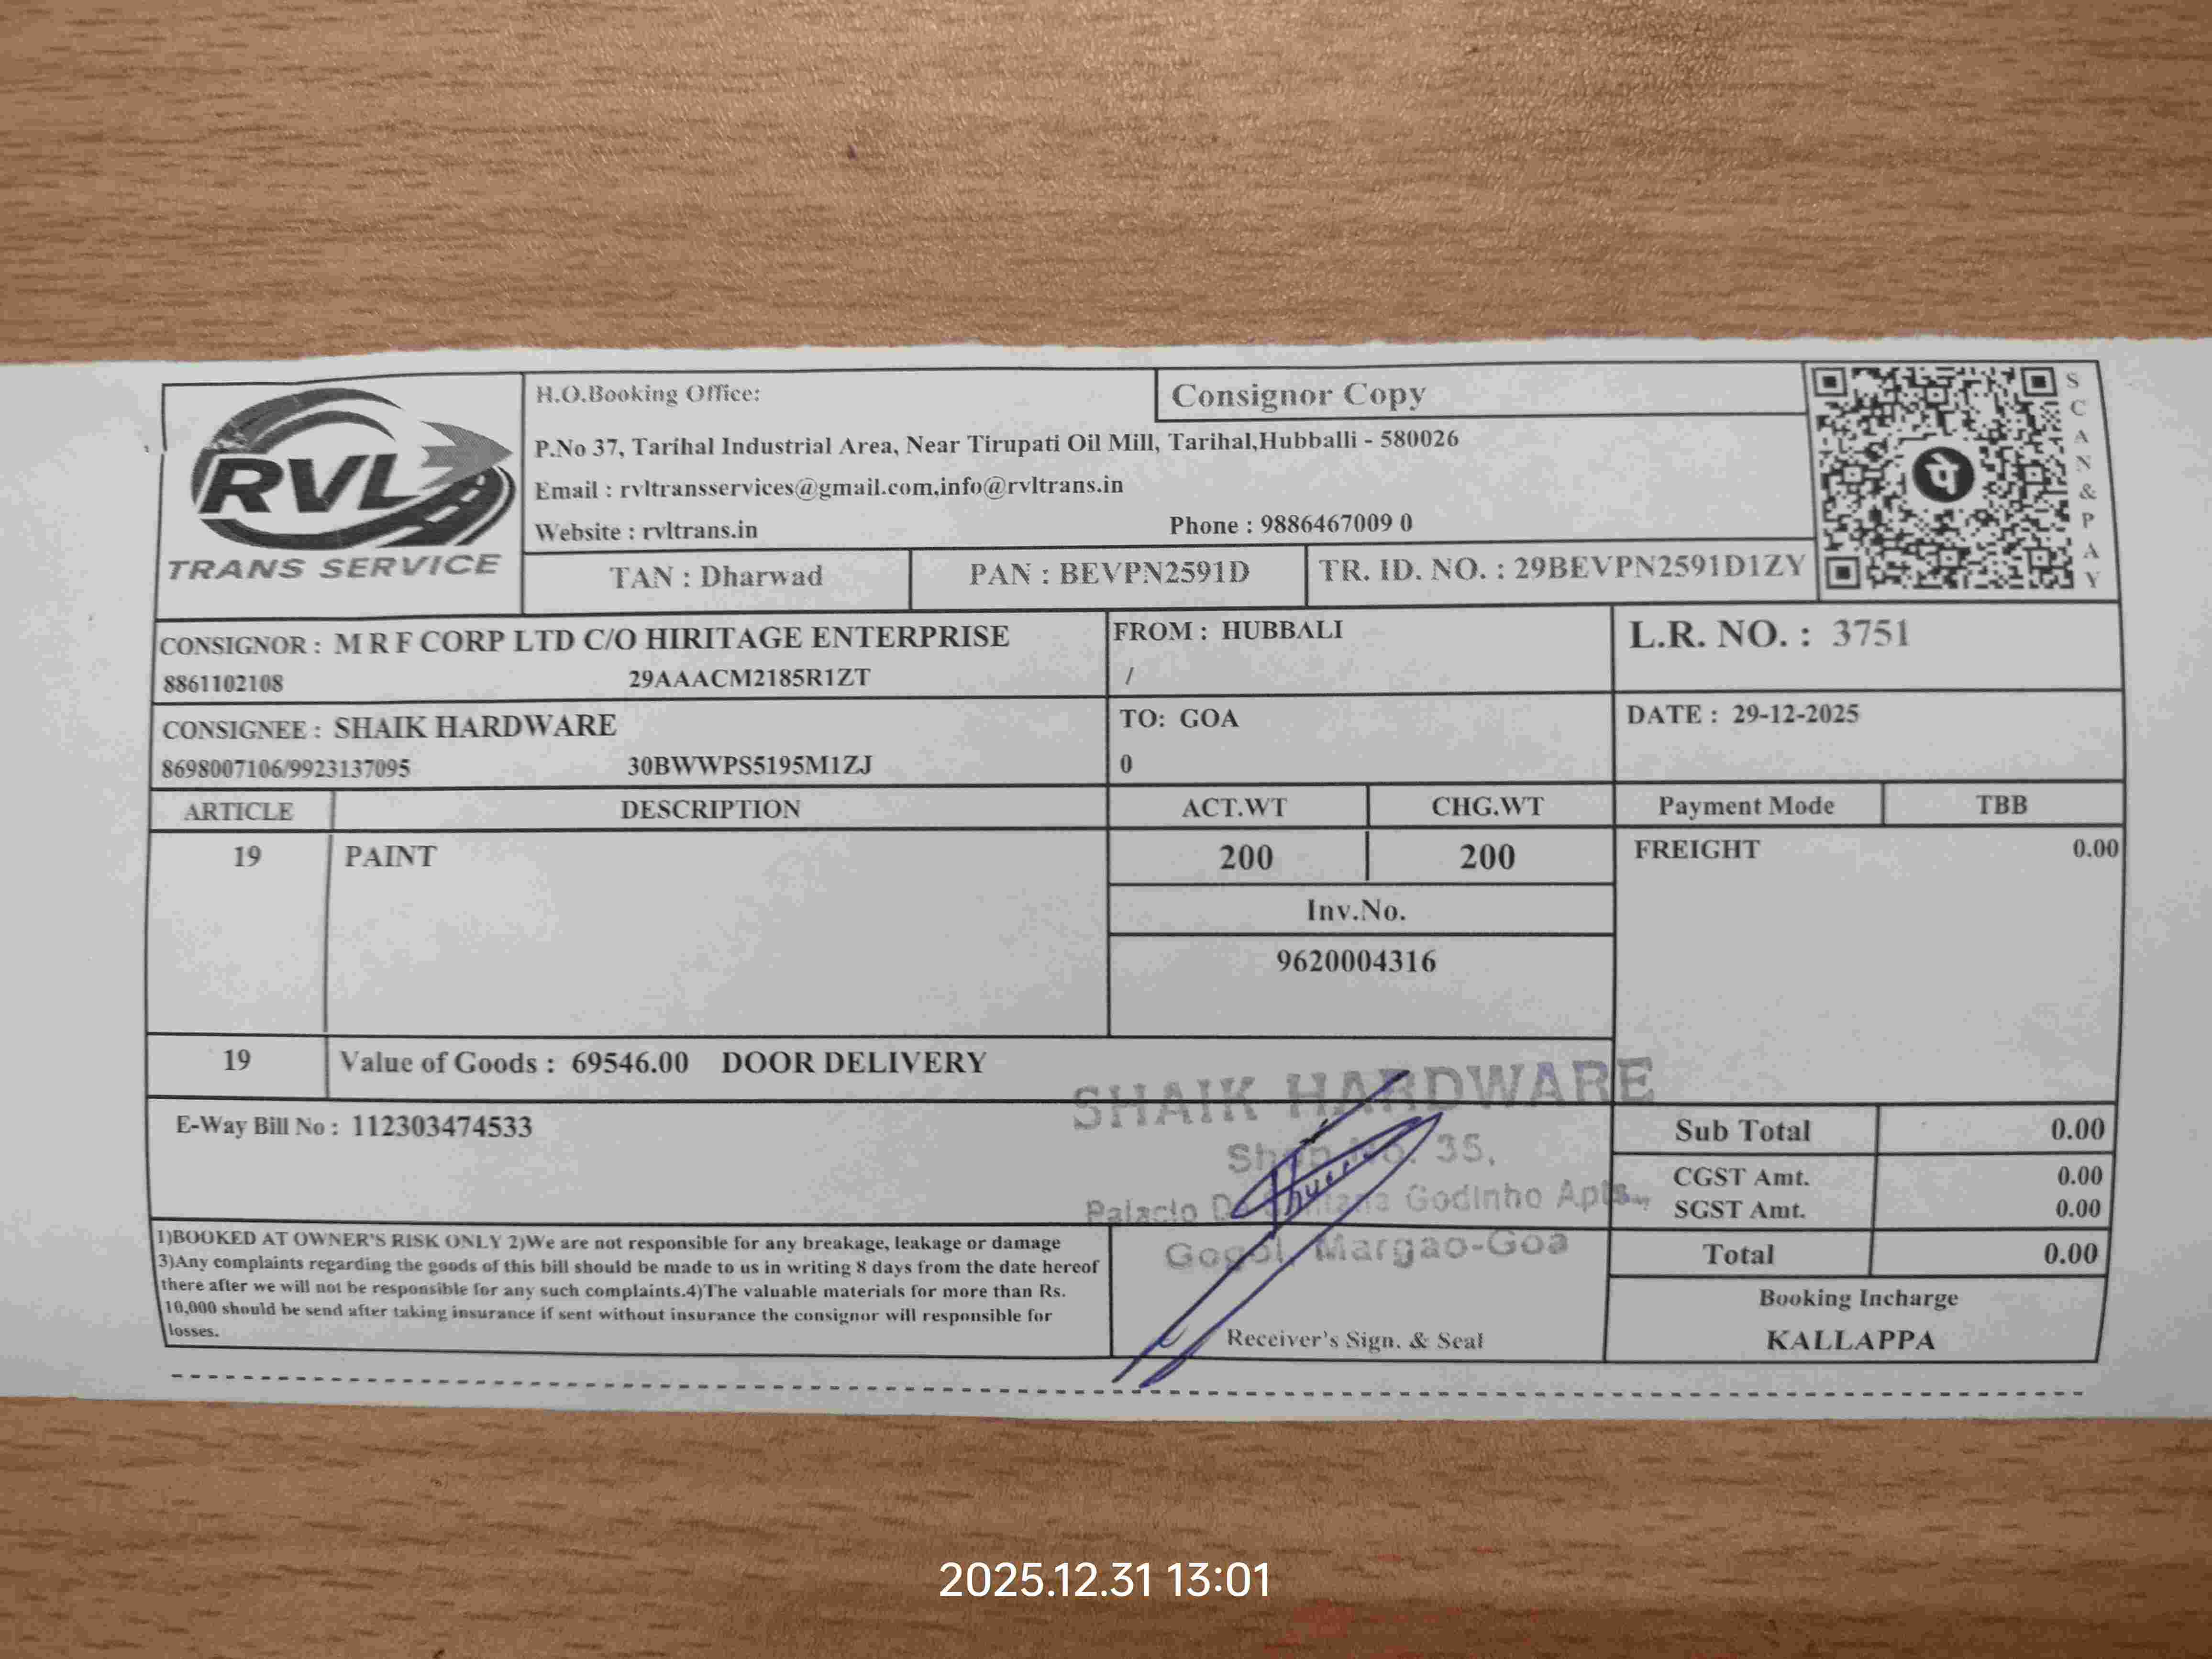 RVL
TRANS SERVICE
H.O.Booking Office:
Consignor Copy
P.No 37, Tarihal Industrial Area, Near Tirupati Oil Mill, Tarihal,Hubballi - 580026
Email : rvltransservices@gmail.com,info@rvltrans.in
Website : rvltrans.in Phone : 9886467009 0
TAN : Dharwad PAN : BEVPN2591D TR. ID. NO. : 29BEVPN2591D1ZY
पे
SCAN&PAY
CONSIGNOR : M R F CORP LTD C/O HIRITAGE ENTERPRISE
8861102108 29AAACM2185R1ZT
FROM : HUBBALI
/
L.R. NO. : 3751
CONSIGNEE : SHAIK HARDWARE
8698007106/9923137095 30BWWPS5195M1ZJ
TO: GOA
0
DATE : 29-12-2025
ARTICLE DESCRIPTION ACT.WT CHG.WT Payment Mode TBB
19 PAINT 200 200 FREIGHT 0.00
Inv.No.
9620004316
19 Value of Goods : 69546.00 DOOR DELIVERY
E-Way Bill No : 112303474533
SHAIK HARDWARE
Shop No. 35,
Palacio De Godinho Apts.,
Gogol, Margao-Goa
Sub Total 0.00
CGST Amt. 0.00
SGST Amt. 0.00
Total 0.00
1)BOOKED AT OWNER'S RISK ONLY 2)We are not responsible for any breakage, leakage or damage
3)Any complaints regarding the goods of this bill should be made to us in writing 8 days from the date hereof
there after we will not be responsible for any such complaints.4)The valuable materials for more than Rs.
10,000 should be send after taking insurance if sent without insurance the consignor will responsible for
losses.
Receiver's Sign. & Seal
Booking Incharge
KALLAPPA
2025.12.31 13:01